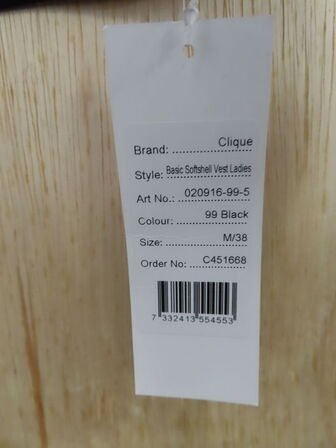 Brand: .................. Clique
Style: Basic Softshell Vest Ladies
Art No.: 020916-99-5
Colour: 99 Black
Size: M/38
Order No: C451668
7 332413 554553